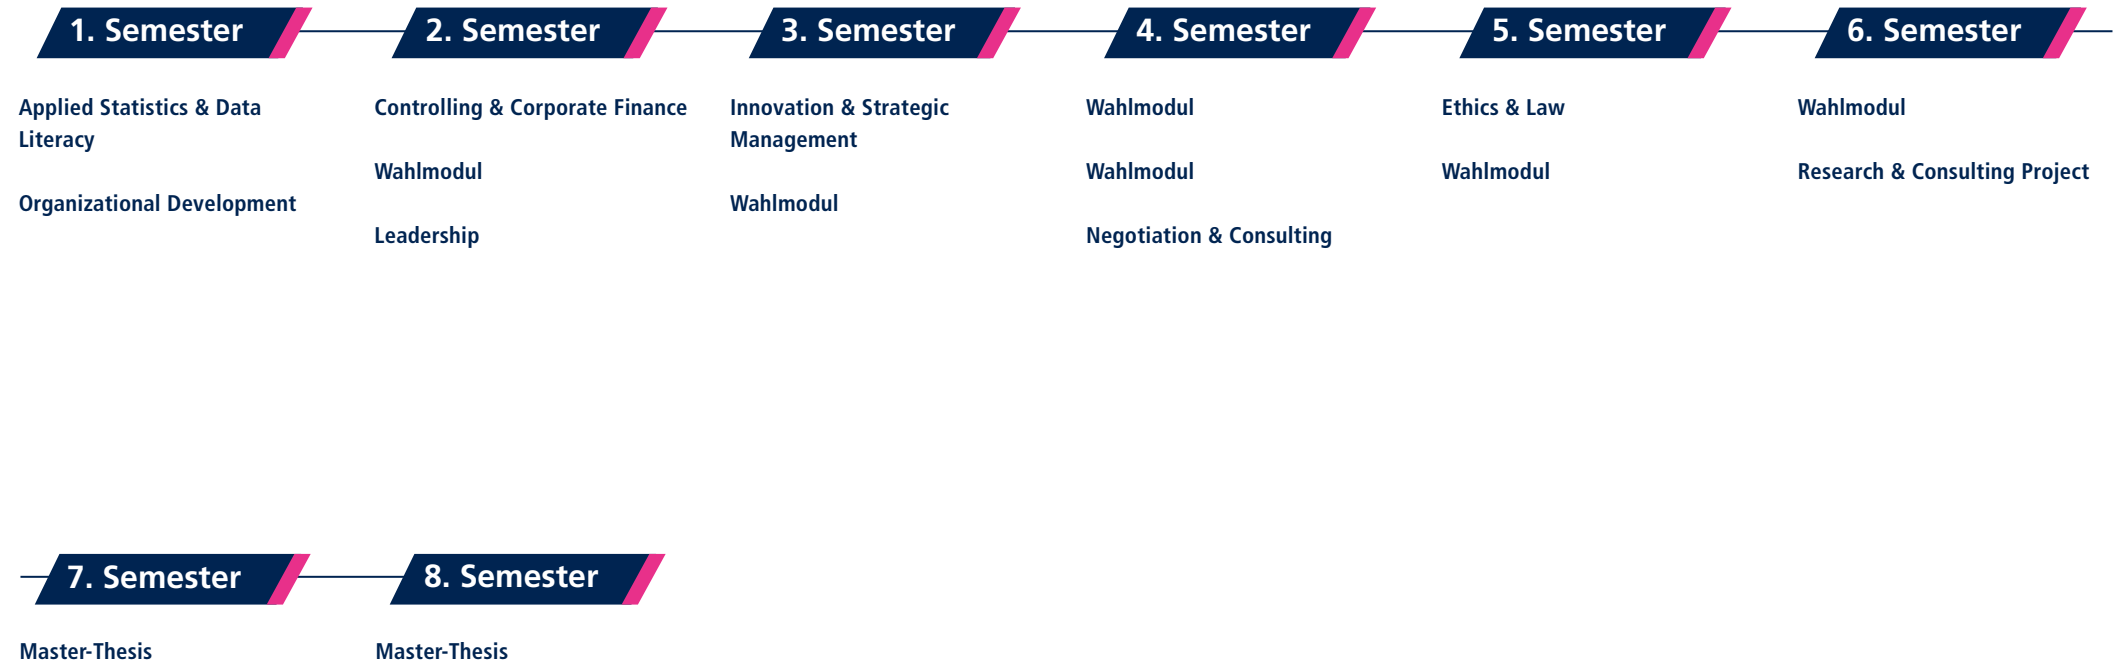 1. Semester
Applied Statistics & Data
Literacy
Organizational Development
2. Semester
Controlling & Corporate Finance
Wahlmodul
Leadership
3. Semester
Innovation & Strategic
Management
Wahlmodul
4. Semester
Wahlmodul
Wahlmodul
Negotiation & Consulting
5. Semester
Ethics & Law
Wahlmodul
6. Semester
Wahlmodul
Research & Consulting Project
7. Semester
Master-Thesis
8. Semester
Master-Thesis